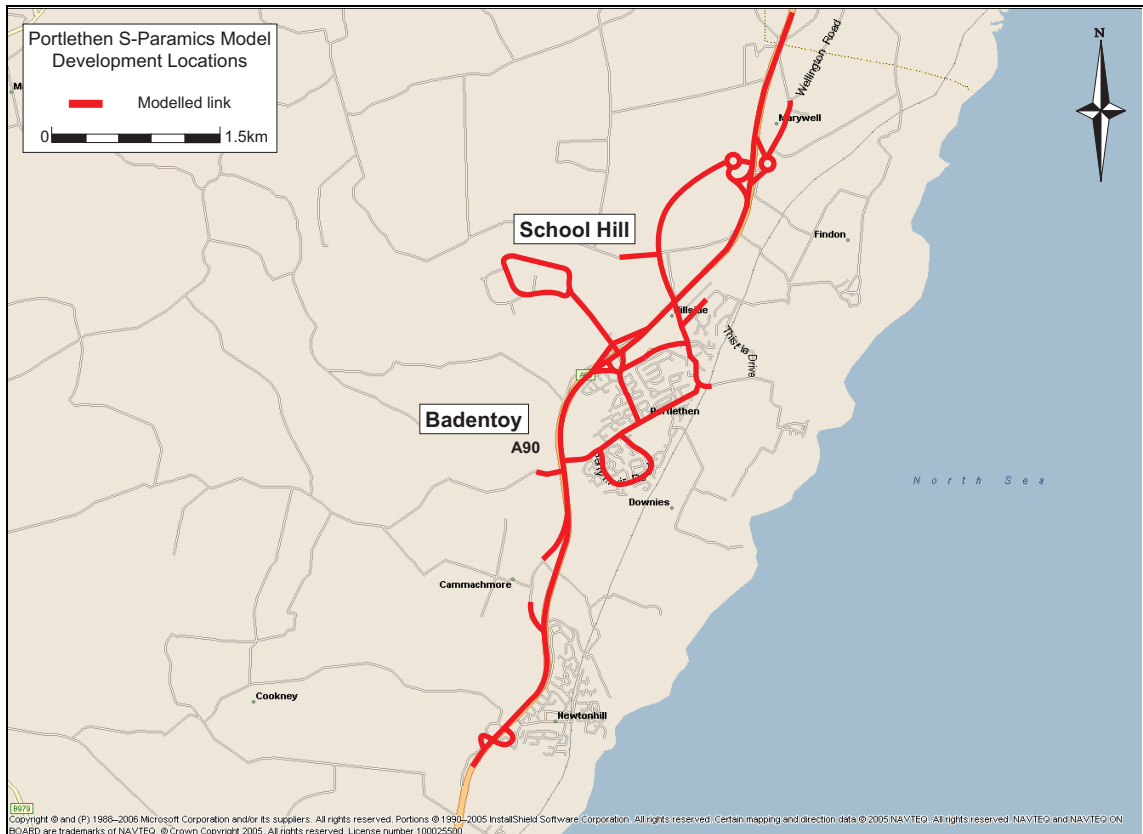 Portlethen S-Paramics Model
Development Locations
Modelled link
0 1.5km
N
Wellington Road
Marywell
School Hill
Findon
Hillside
Thistle Drive
Badentoy
Portlethen
A90
North Sea
Downies
Cammachmore
Cookney
Newtonhill
B979
Copyright © and (P) 1988–2006 Microsoft Corporation and/or its suppliers. All rights reserved. Portions © 1990–2005 InstallShield Software Corporation. All rights reserved. Certain mapping and direction data © 2005 NAVTEQ. All rights reserved. NAVTEQ and NAVTEQ ON
BOARD are trademarks of NAVTEQ. © Crown Copyright 2005. All rights reserved. License number 100025500